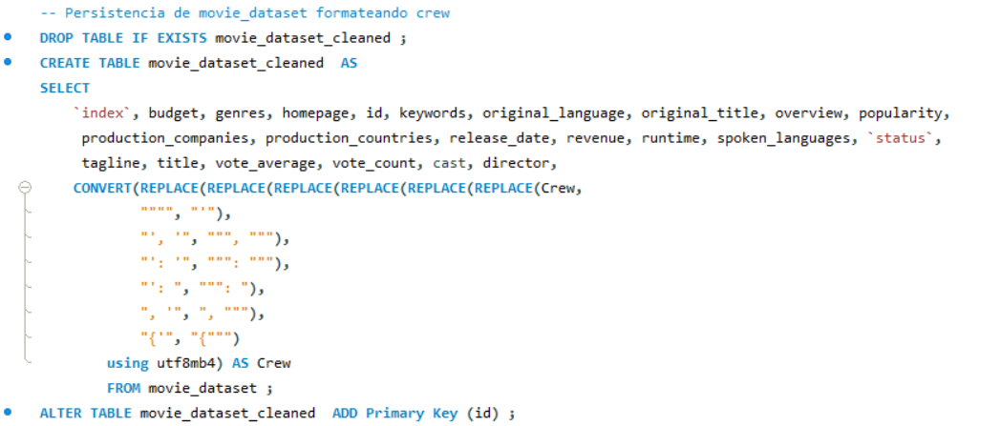 -- Persistencia de movie_dataset formateando crew
DROP TABLE IF EXISTS movie_dataset_cleaned ;
CREATE TABLE movie_dataset_cleaned  AS
SELECT
    `index`, budget, genres, homepage, id, keywords, original_language, original_title, overview, popularity,
     production_companies, production_countries, release_date, revenue, runtime, spoken_languages, `status`,
     tagline, title, vote_average, vote_count, cast, director,
    CONVERT(REPLACE(REPLACE(REPLACE(REPLACE(REPLACE(REPLACE(Crew,
            """", "'"),
            "', '", """, """),
            "': '", """: """),
            "': ", """: "),
            ", '", ", """),
            "{'", "{""")
        using utf8mb4) AS Crew
        FROM movie_dataset ;
ALTER TABLE movie_dataset_cleaned  ADD Primary Key (id) ;